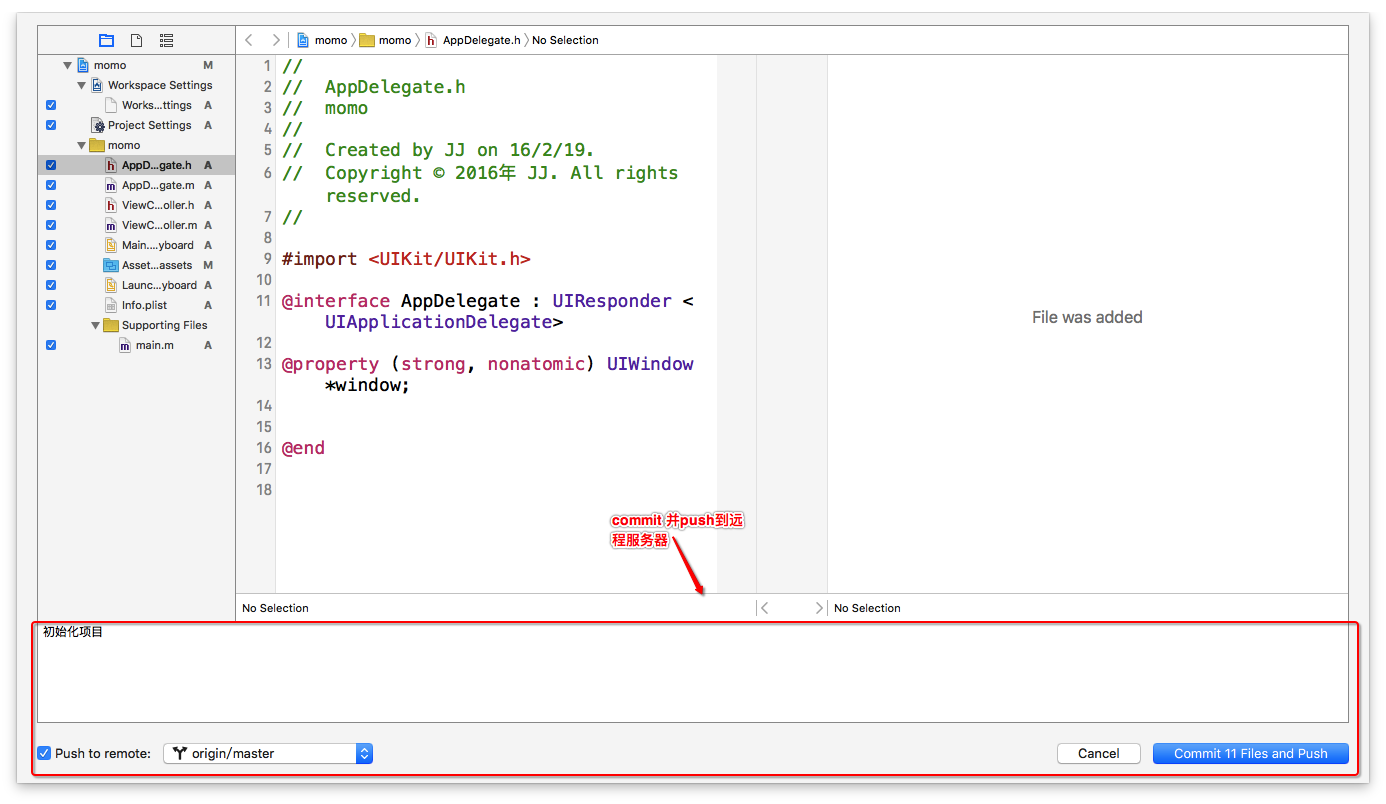 momo M
Workspace Settings
Works...ttings A
Project Settings A
momo
AppD...gate.h A
AppD...gate.m A
ViewC...oller.h A
ViewC...oller.m A
Main....yboard A
Asset...assets M
Launc...yboard A
Info.plist A
Supporting Files
main.m A
momo momo AppDelegate.h No Selection
1 //
2 //  AppDelegate.h
3 //  momo
4 //
5 //  Created by JJ on 16/2/19.
6 //  Copyright © 2016年 JJ. All rights
reserved.
7 //
8
9 #import <UIKit/UIKit.h>
10
11 @interface AppDelegate : UIResponder <
UIApplicationDelegate>
12
13 @property (strong, nonatomic) UIWindow
*window;
14
15
16 @end
17
18
File was added
commit 并push到远
程服务器
No Selection
No Selection
初始化项目
Push to remote: origin/master
Cancel
Commit 11 Files and Push